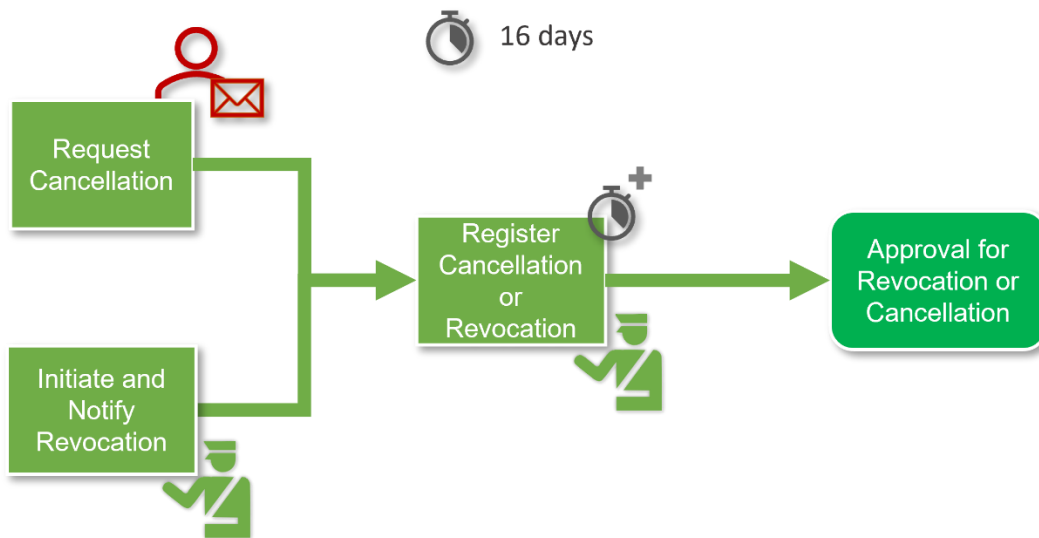 16 days
Request
Cancellation
Register
Cancellation
or
Revocation
Approval for
Revocation or
Cancellation
Initiate and
Notify
Revocation